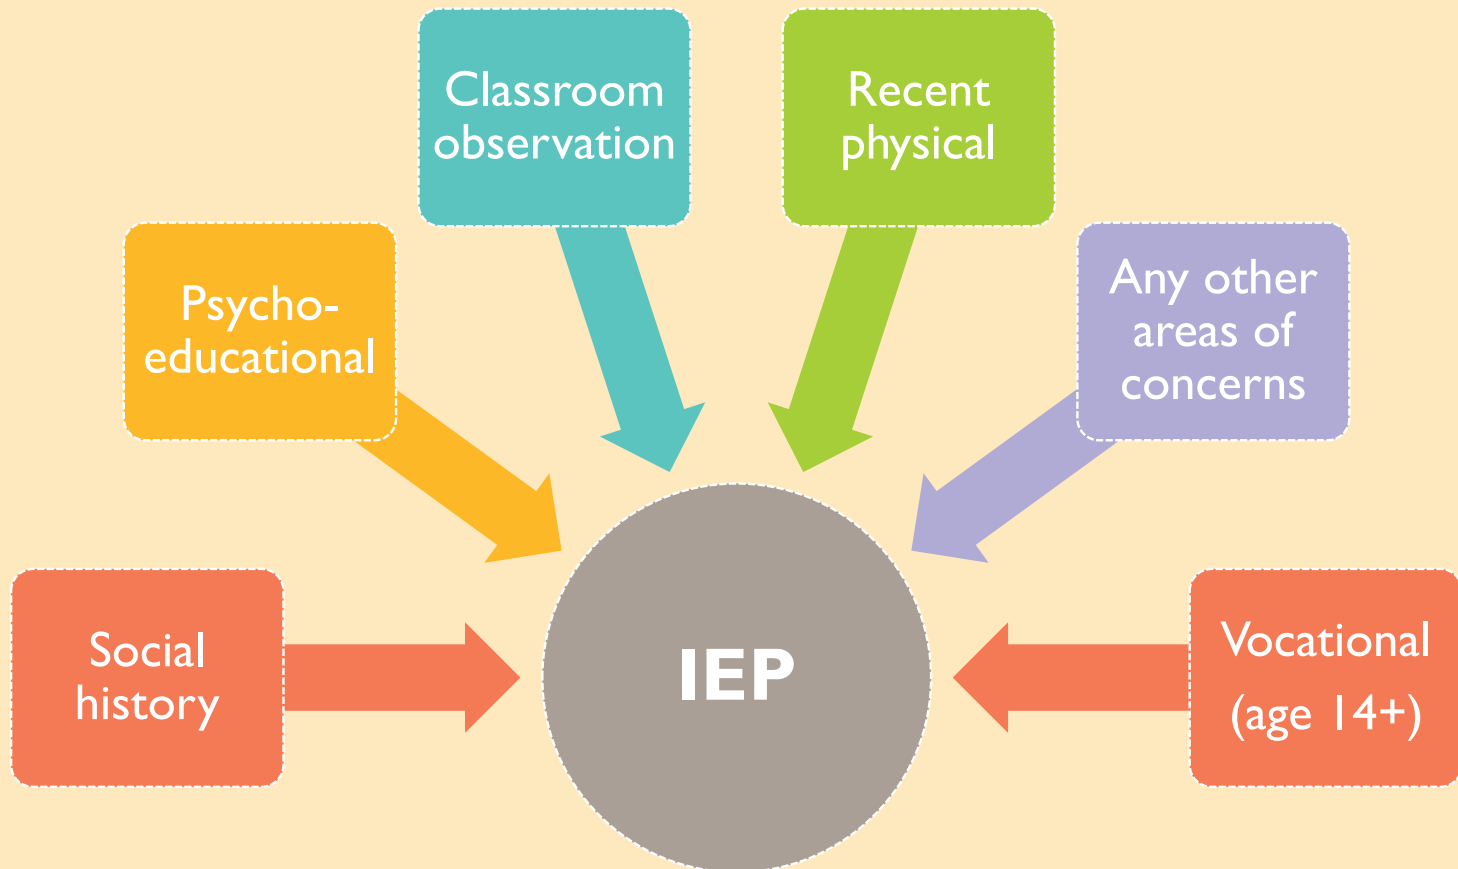 Classroom
observation
Recent
physical
Psycho-
educational
Any other
areas of
concerns
Social
history
IEP
Vocational
(age 14+)